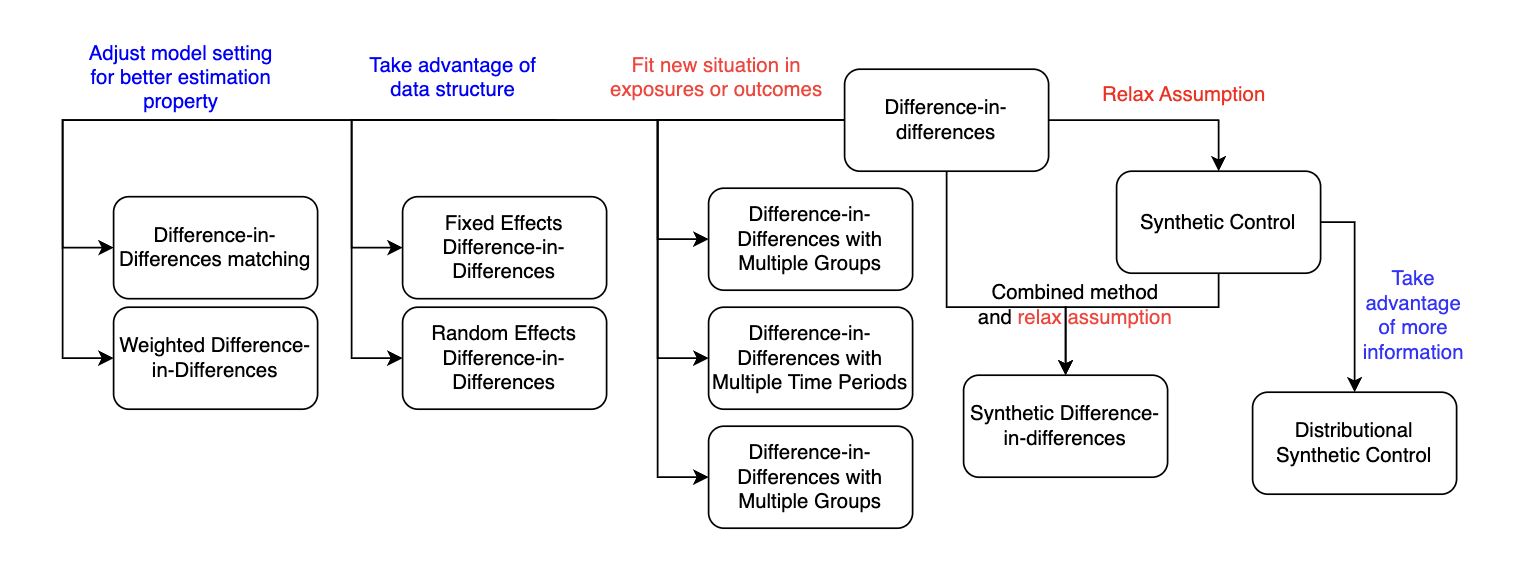 Adjust model setting
for better estimation
property
Take advantage of
data structure
Fit new situation in
exposures or outcomes
Difference-in-
differences
Relax Assumption
Difference-in-
Differences matching
Weighted Difference-
in-Differences
Fixed Effects
Difference-in-
Differences
Random Effects
Difference-in-
Differences
Difference-in-
Differences with
Multiple Groups
Difference-in-
Differences with
Multiple Time Periods
Difference-in-
Differences with
Multiple Groups
Synthetic Control
Combined method
and relax assumption
Synthetic Difference-
in-differences
Take
advantage
of more
information
Distributional
Synthetic Control